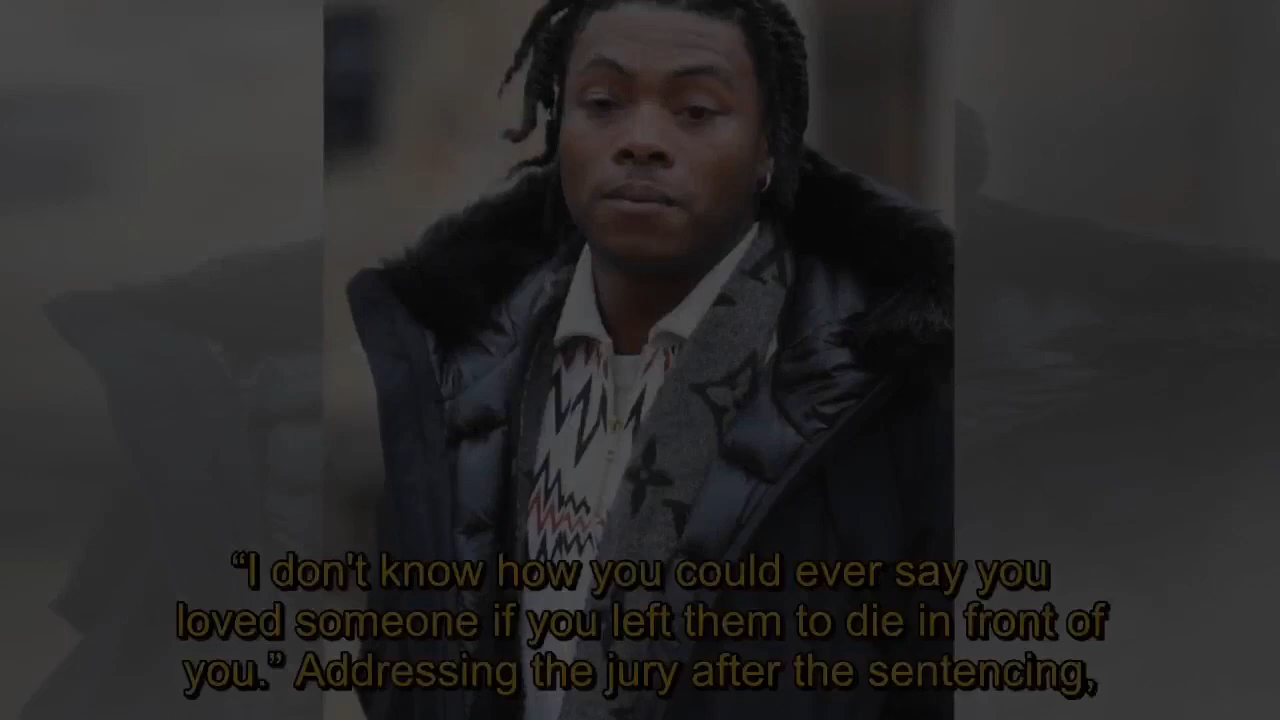 “I don't know how you could ever say you
loved someone if you left them to die in front of
you.” Addressing the jury after the sentencing,